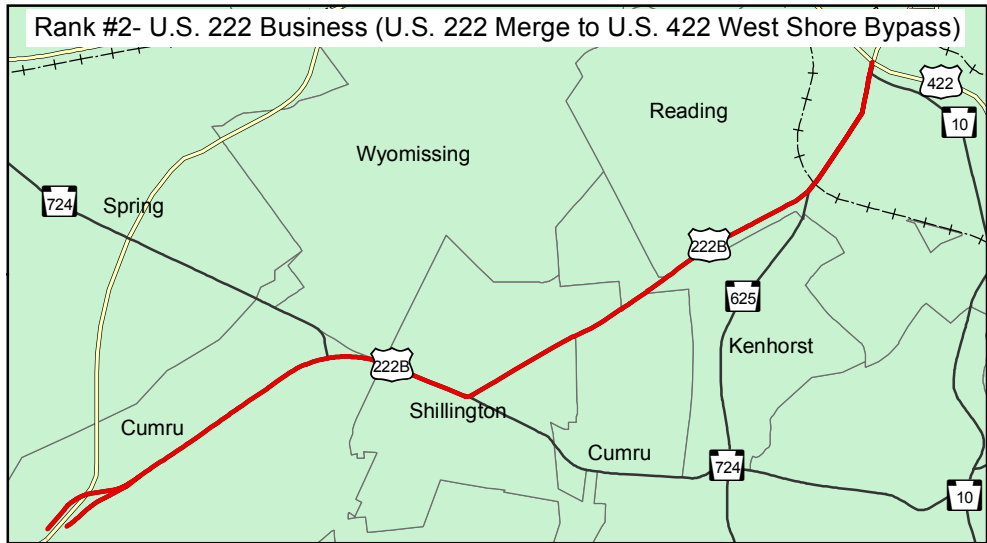 Rank #2- U.S. 222 Business (U.S. 222 Merge to U.S. 422 West Shore Bypass)
422
Reading
10
Wyomissing
724
Spring
222B
625
Kenhorst
222B
Shillington
Cumru
Cumru
724
10